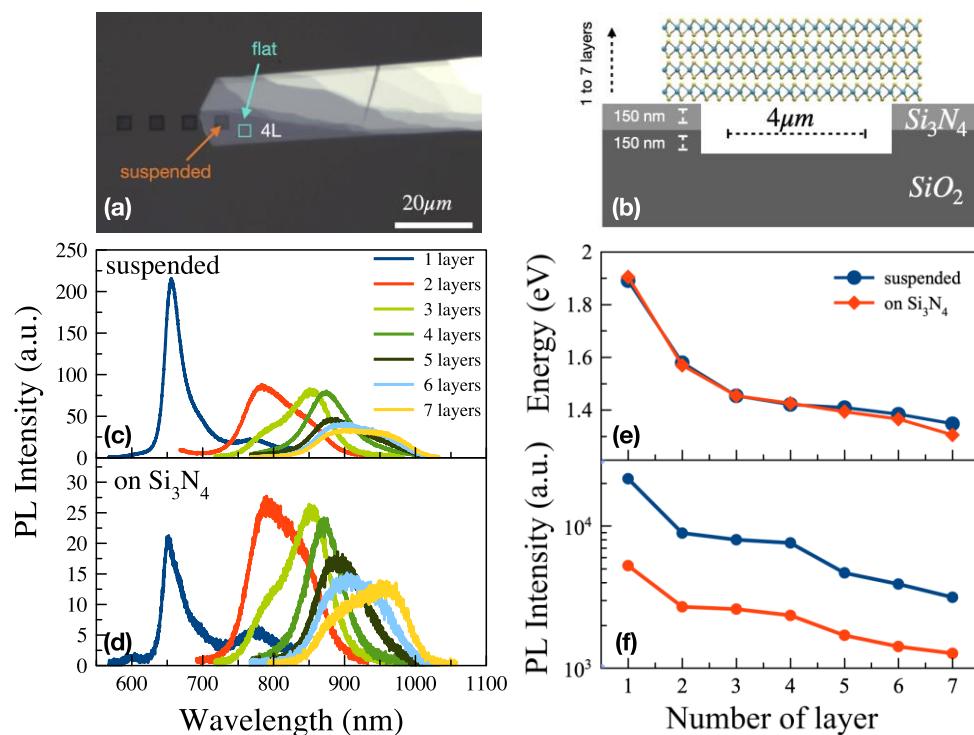 flat
4L
suspended
20μm
(a)
1 to 7 layers
150 nm
150 nm
4μm
Si₃N₄
SiO₂
(b)
PL Intensity (a.u.)
250
200
150
100
50
0
suspended
1 layer
2 layers
3 layers
4 layers
5 layers
6 layers
7 layers
(c)
30
25
20
15
10
5
0
on Si₃N₄
(d)
600 700 800 900 1000 1100
Wavelength (nm)
Energy (eV)
2
1.8
1.6
1.4
suspended
on Si₃N₄
(e)
PL Intensity (a.u.)
10⁴
10³
(f)
1 2 3 4 5 6 7
Number of layer